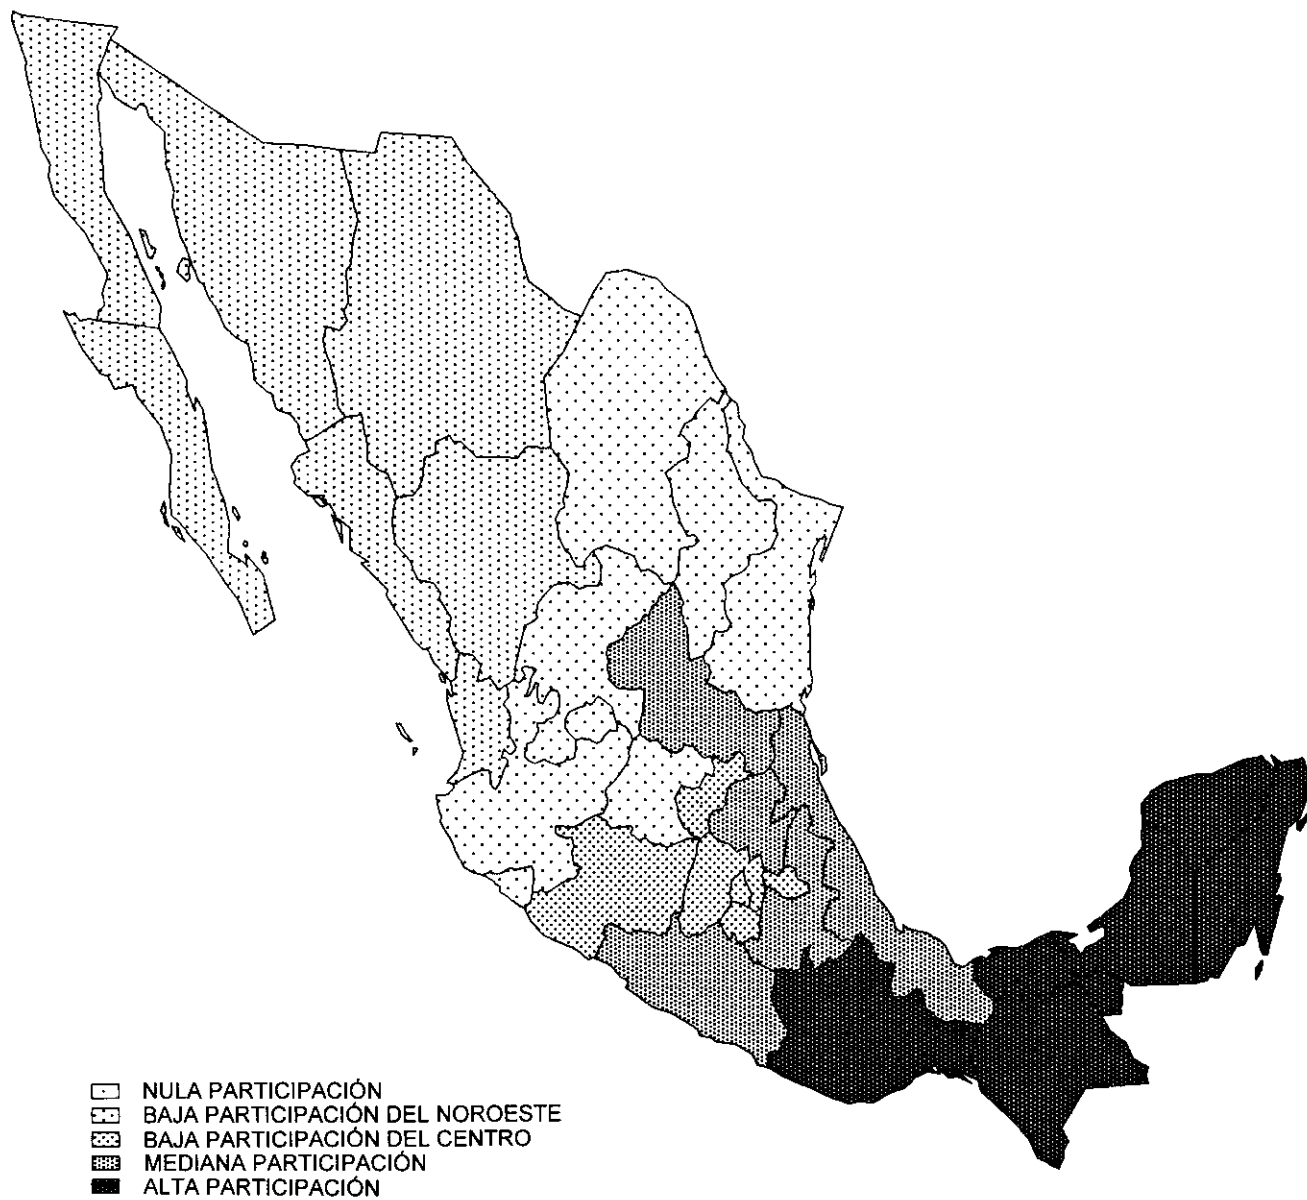 NULA PARTICIPACIÓN
BAJA PARTICIPACIÓN DEL NOROESTE
BAJA PARTICIPACIÓN DEL CENTRO
MEDIANA PARTICIPACIÓN
ALTA PARTICIPACIÓN